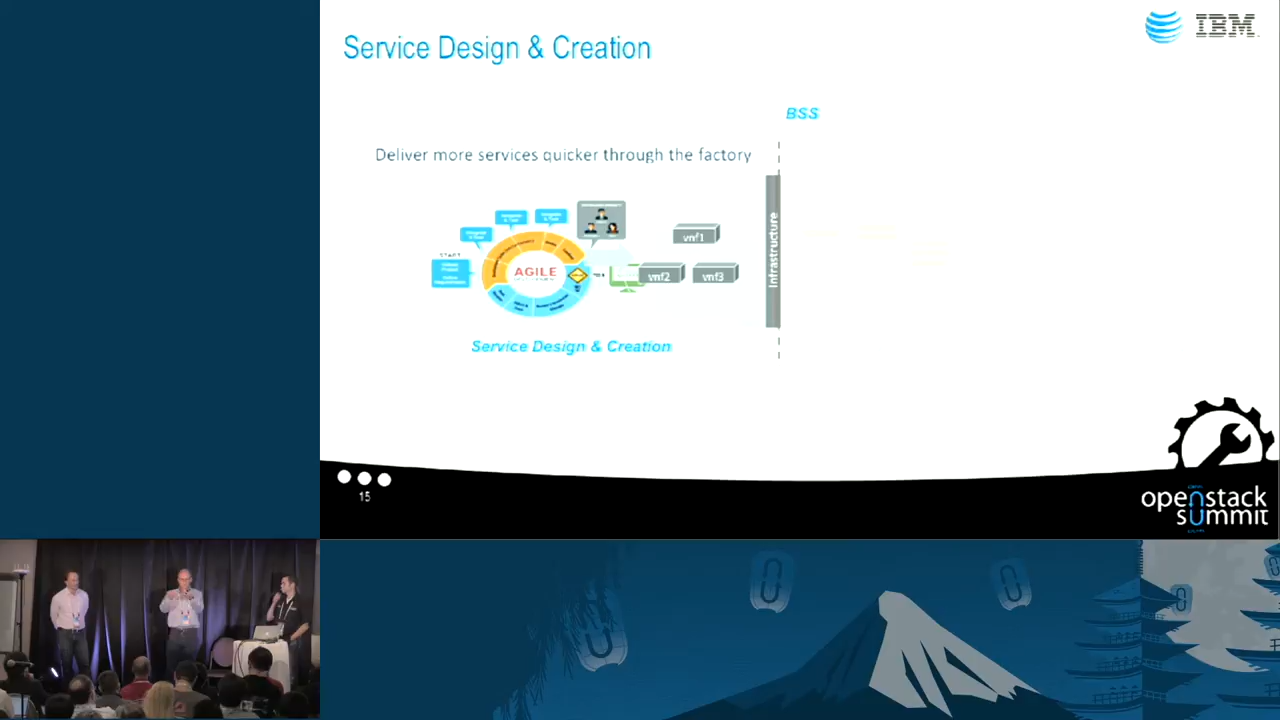 Service Design & Creation
IBM
BSS
Deliver more services quicker through the factory
START
AGILE
vnf1
vnf2
vnf3
Infrastructure
Service Design & Creation
15
openstack
summit